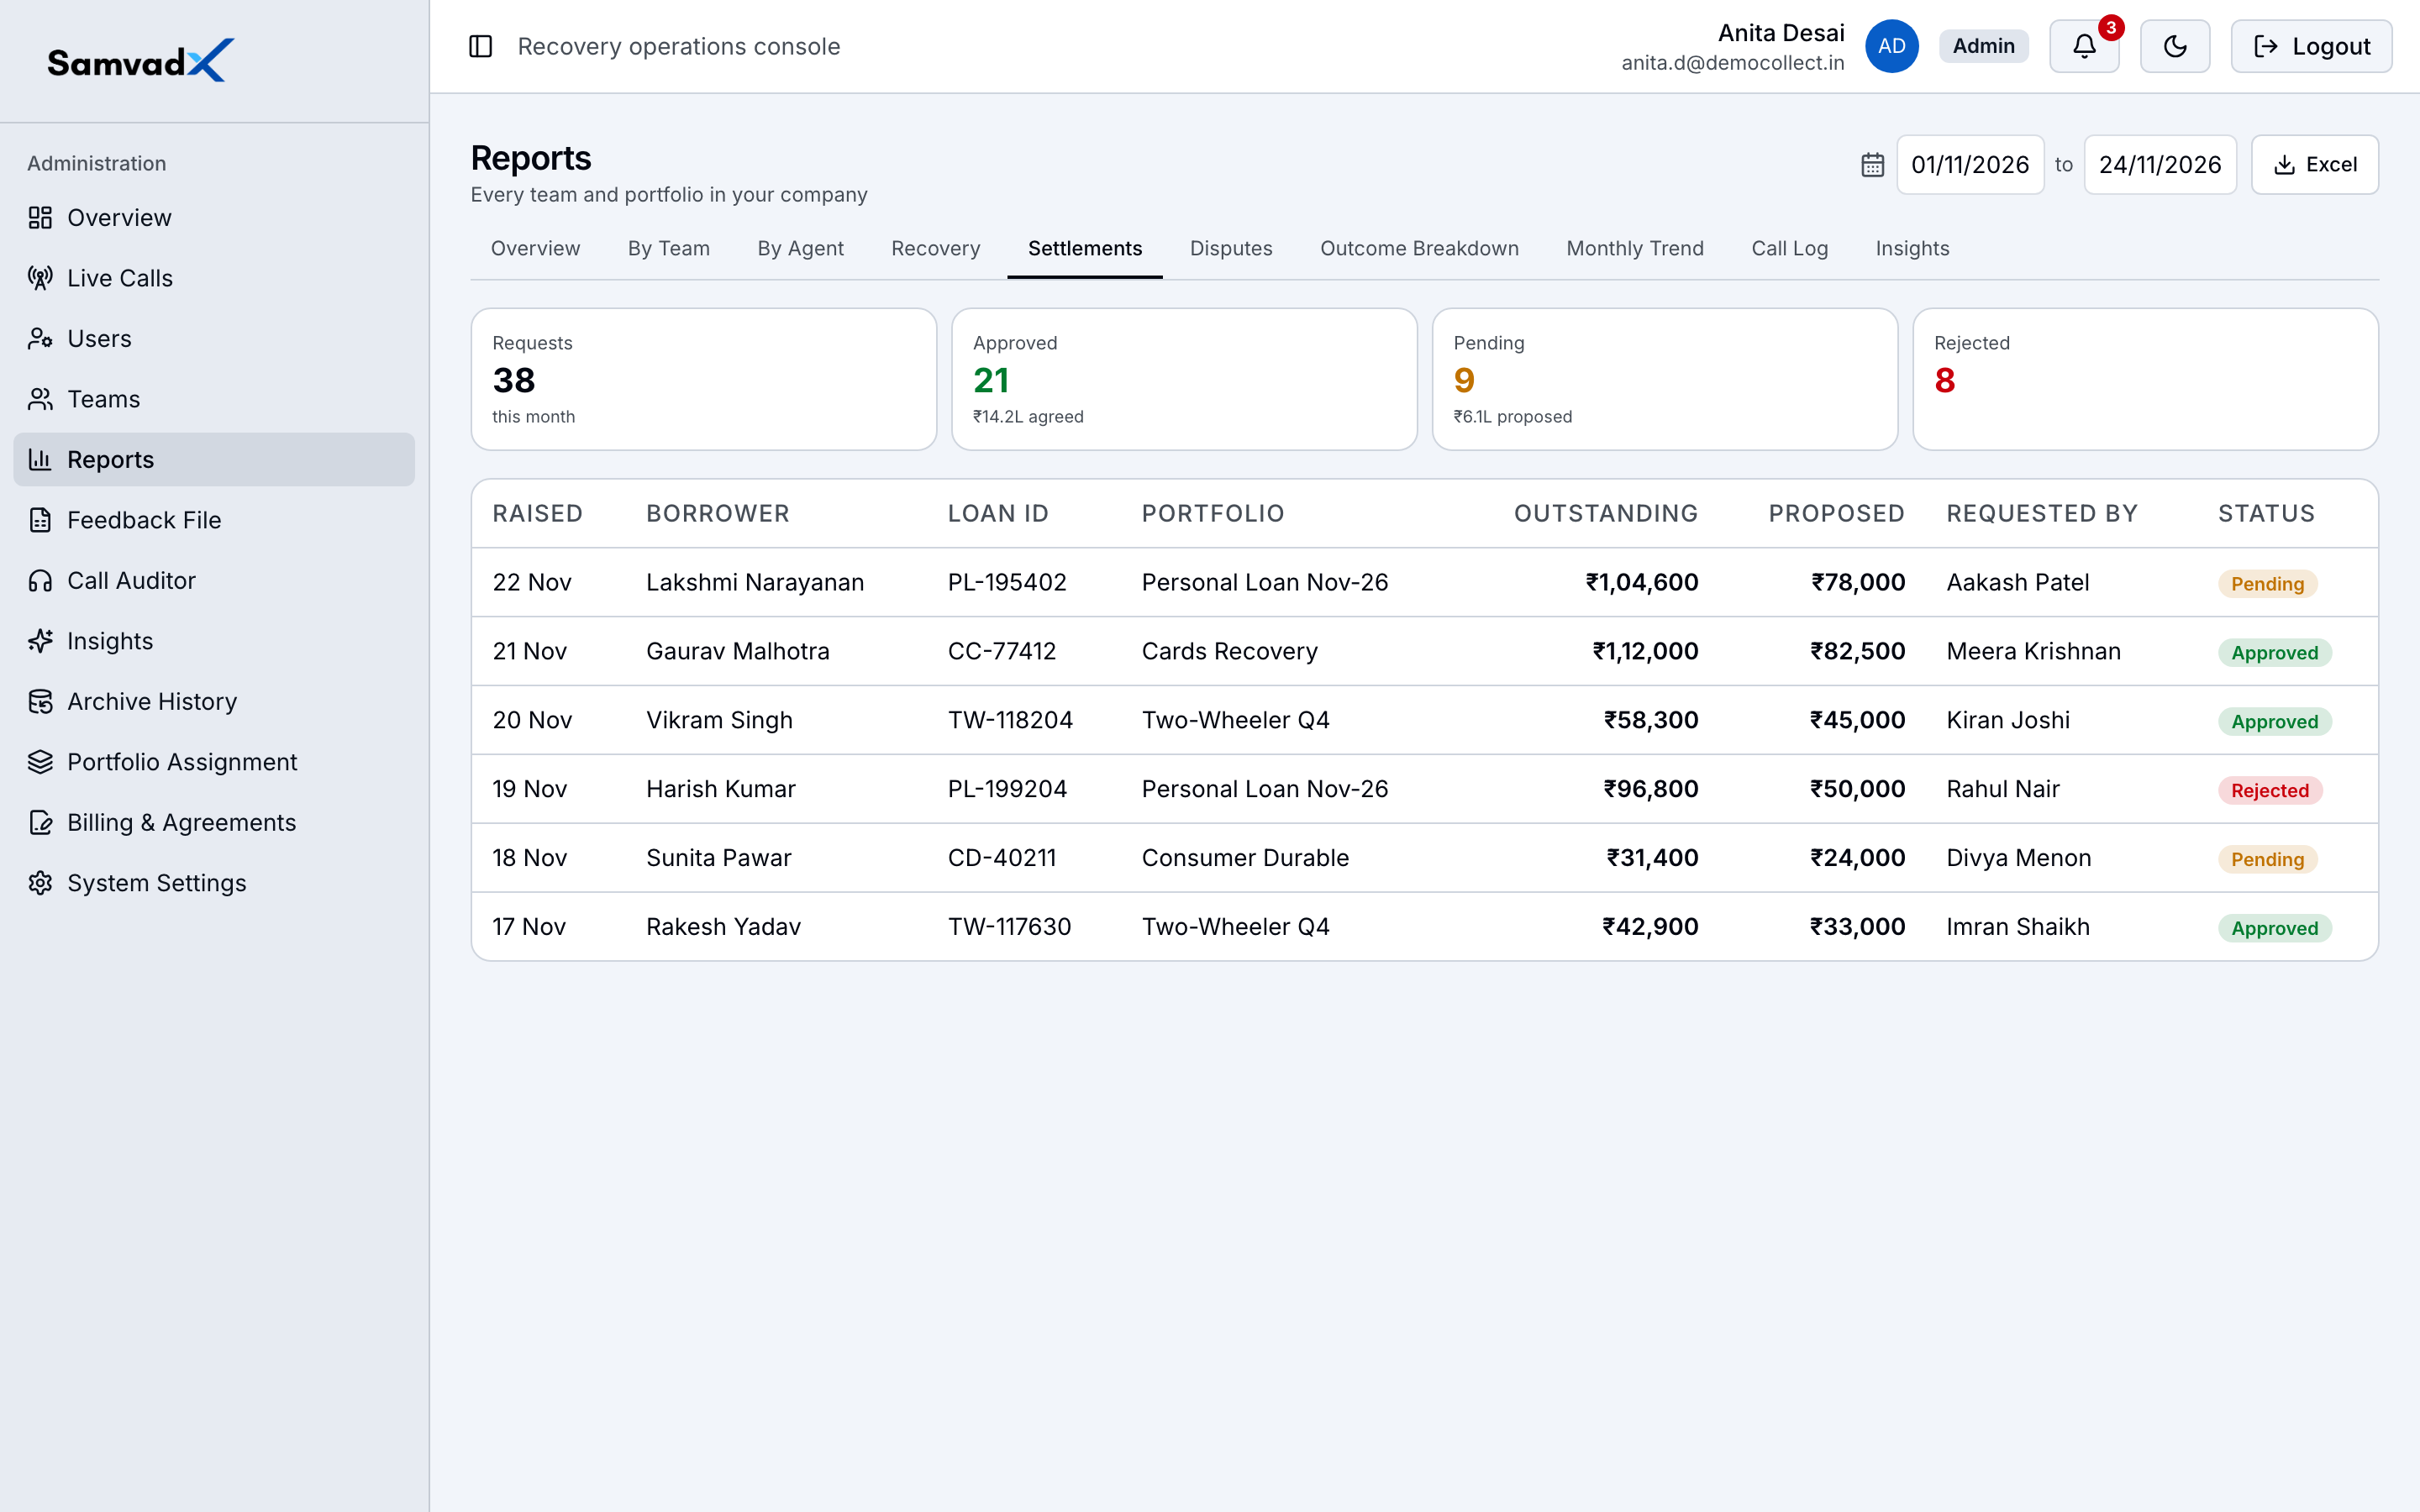 SamvadX
Recovery operations console
Anita Desai
anita.d@democollect.in
AD
Admin
3
Logout
Administration
Overview
Live Calls
Users
Teams
Reports
Feedback File
Call Auditor
Insights
Archive History
Portfolio Assignment
Billing & Agreements
System Settings
Reports
Every team and portfolio in your company
01/11/2026 to 24/11/2026 Excel
Overview By Team By Agent Recovery Settlements Disputes Outcome Breakdown Monthly Trend Call Log Insights
Requests
38
this month
Approved
21
₹14.2L agreed
Pending
9
₹6.1L proposed
Rejected
8
RAISED BORROWER LOAN ID PORTFOLIO OUTSTANDING PROPOSED REQUESTED BY STATUS
22 Nov Lakshmi Narayanan PL-195402 Personal Loan Nov-26 ₹1,04,600 ₹78,000 Aakash Patel Pending
21 Nov Gaurav Malhotra CC-77412 Cards Recovery ₹1,12,000 ₹82,500 Meera Krishnan Approved
20 Nov Vikram Singh TW-118204 Two-Wheeler Q4 ₹58,300 ₹45,000 Kiran Joshi Approved
19 Nov Harish Kumar PL-199204 Personal Loan Nov-26 ₹96,800 ₹50,000 Rahul Nair Rejected
18 Nov Sunita Pawar CD-40211 Consumer Durable ₹31,400 ₹24,000 Divya Menon Pending
17 Nov Rakesh Yadav TW-117630 Two-Wheeler Q4 ₹42,900 ₹33,000 Imran Shaikh Approved